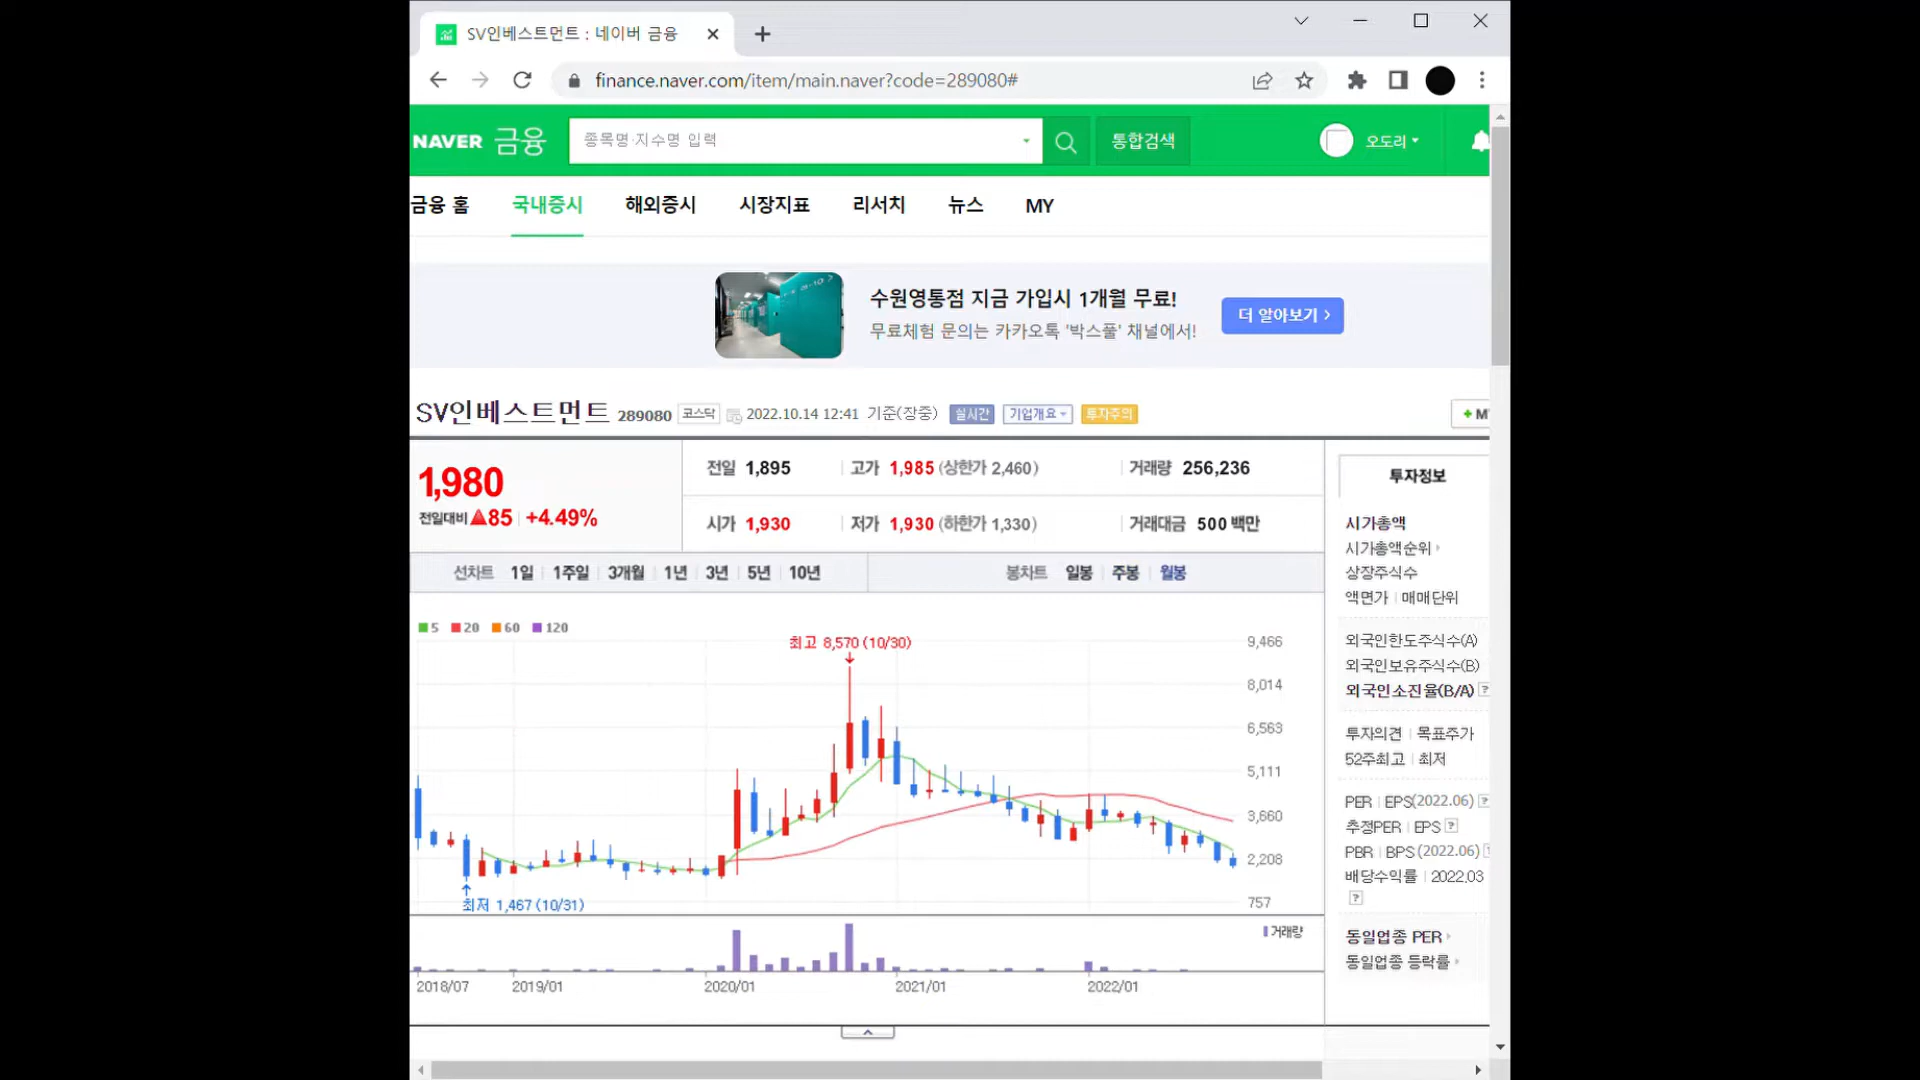 SV인베스트먼트 : 네이버 금융
finance.naver.com/item/main.naver?code=289080#
NAVER 금융
종목명·지수명 입력
통합검색
오도리
금융 홈 국내증시 해외증시 시장지표 리서치 뉴스 MY
수원영통점 지금 가입시 1개월 무료!
무료체험 문의는 카카오톡 '박스풀' 채널에서!
더 알아보기 >
SV인베스트먼트 289080 코스닥 2022.10.14 12:41 기준(장중) 실시간 기업개요 투자주의
+ M
1,980
전일대비 ▲85 +4.49%
전일 1,895 고가 1,985 (상한가 2,460) 거래량 256,236
시가 1,930 저가 1,930 (하한가 1,330) 거래대금 500 백만
선차트 1일 1주일 3개월 1년 3년 5년 10년 봉차트 일봉 주봉 월봉
5 20 60 120
최고 8,570 (10/30)
9,466
8,014
6,563
5,111
3,660
2,208
757
최저 1,467 (10/31)
거래량
2018/07 2019/01 2020/01 2021/01 2022/01
투자정보
시가총액
시가총액순위
상장주식수
액면가 | 매매단위
외국인한도주식수(A)
외국인보유주식수(B)
외국인소진율(B/A) ?
투자의견 | 목표주가
52주최고 | 최저
PER | EPS(2022.06) ?
추정PER | EPS ?
PBR | BPS(2022.06) ?
배당수익률 | 2022.03
?
동일업종 PER
동일업종 등락률